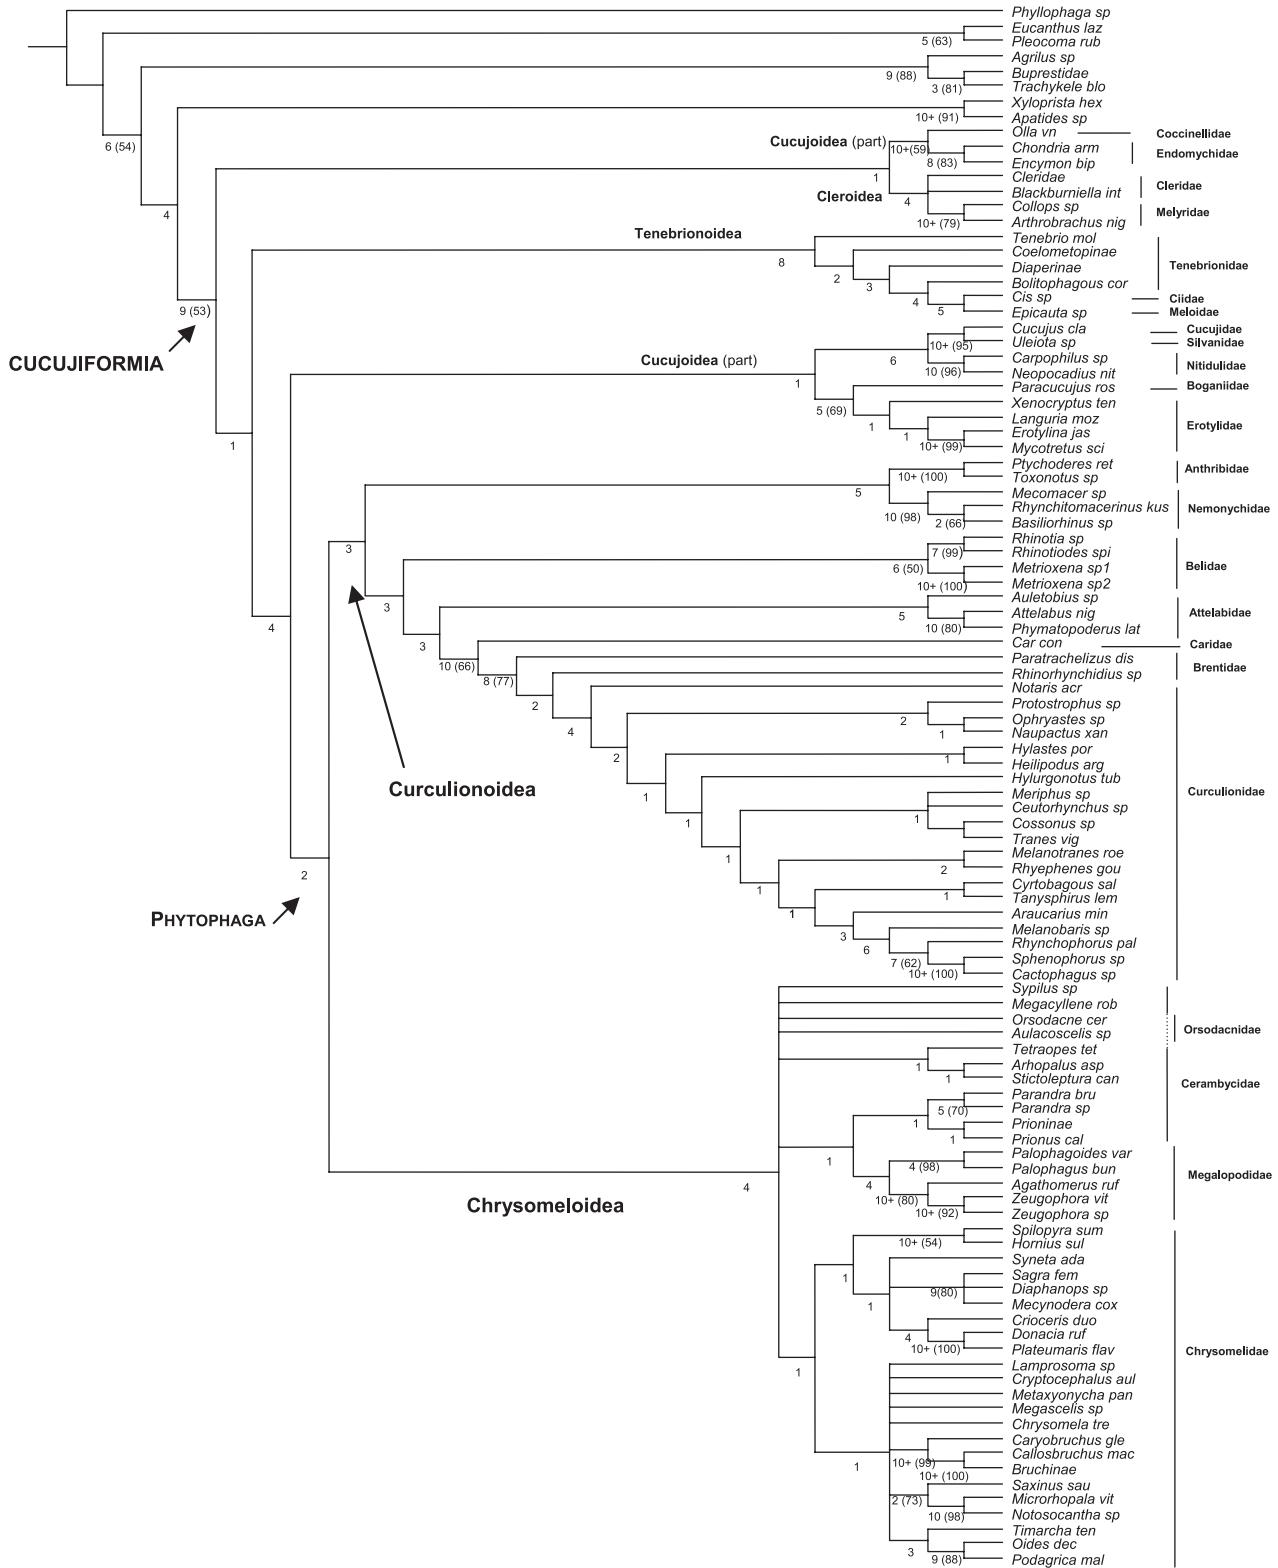 Phyllophaga sp
Eucanthus laz
5 (63)
Pleocoma rub
Agrilus sp
9 (88)
Buprestidae
3 (81)
Trachykele blo
Xyloprista hex
10+ (91)
Apatides sp
Olla vn
Coccinellidae
6 (54)
Cucujoidea (part)
10+(59)
Chondria arm
Endomychidae
8 (83)
Encymon bip
1
Cleridae
Cleridae
Cleroidea
4
Blackburniella int
4
Collops sp
Melyridae
10+ (79)
Arthrobrachus nig
Tenebrionoidea
Tenebrio mol
8
Coelometopinae
2
Diaperinae
Tenebrionidae
3
Bolitophagous cor
4
Cis sp
Ciidae
5
Epicauta sp
Meloidae
9 (53)
CUCUJIFORMIA
Cucujus cla
Cucujidae
10+ (95)
Uleiota sp
Silvanidae
Cucujoidea (part)
6
Carpophilus sp
Nitidulidae
10 (96)
Neopocadius nit
1
Paracucujus ros
Boganiidae
5 (69)
Xenocryptus ten
1
Languria moz
Erotylidae
1
Erotylina jas
10+ (99)
Mycotretus sci
1
Ptychoderes ret
Anthribidae
10+ (100)
Toxonotus sp
5
Mecomacer sp
10 (98)
Rhynchitomacerinus kus
Nemonychidae
2 (66)
Basiliorhinus sp
3
Rhinotia sp
7 (99)
Rhinotiodes spi
6 (50)
Metrioxena sp1
Belidae
10+ (100)
Metrioxena sp2
3
Auletobius sp
5
Attelabus nig
Attelabidae
10 (80)
Phymatopoderus lat
4
3
Car con
Caridae
10 (66)
Paratrachelizus dis
Brentidae
8 (77)
Rhinorhynchidius sp
2
Notaris acr
4
Protostrophus sp
2
Ophryastes sp
1
Naupactus xan
2
Hylastes por
1
Heilipodus arg
Curculionoidea
1
Hylurgonotus tub
Curculionidae
1
Meriphus sp
Ceutorhynchus sp
1
Cossonus sp
Tranes vig
1
Melanotranes roe
2
Rhyephenes gou
2
1
Cyrtobagous sal
1
Tanysphirus lem
PHYTOPHAGA
1
Araucarius min
3
Melanobaris sp
6
Rhynchophorus pal
7 (62)
Sphenophorus sp
10+ (100)
Cactophagus sp
Sypilus sp
Megacyllene rob
Orsodacne cer
Orsodacnidae
Aulacoscelis sp
Tetraopes tet
1
Arhopalus asp
1
Stictoleptura can
Cerambycidae
Parandra bru
5 (70)
Parandra sp
1
Prioninae
1
Prionus cal
1
Palophagoides var
4 (98)
Palophagus bun
Megalopodidae
4
4
Agathomerus ruf
10+ (80)
Zeugophora vit
10+ (92)
Zeugophora sp
Chrysomeloidea
Spilopyra sum
10+ (54)
Hornius sul
Syneta ada
1
Sagra fem
9(80)
Diaphanops sp
1
Mecynodera cox
Crioceris duo
4
Donacia ruf
10+ (100)
Plateumaris flav
Chrysomelidae
1
Lamprosoma sp
Cryptocephalus aul
Metaxyonycha pan
Megascelis sp
Chrysomela tre
Caryobruchus gle
10+ (99)
Callosbruchus mac
1
10+ (100)
Bruchinae
Saxinus sau
2 (73)
Microrhopala vit
10 (98)
Notosocantha sp
Timarcha ten
3
Oides dec
9 (88)
Podagrica mal